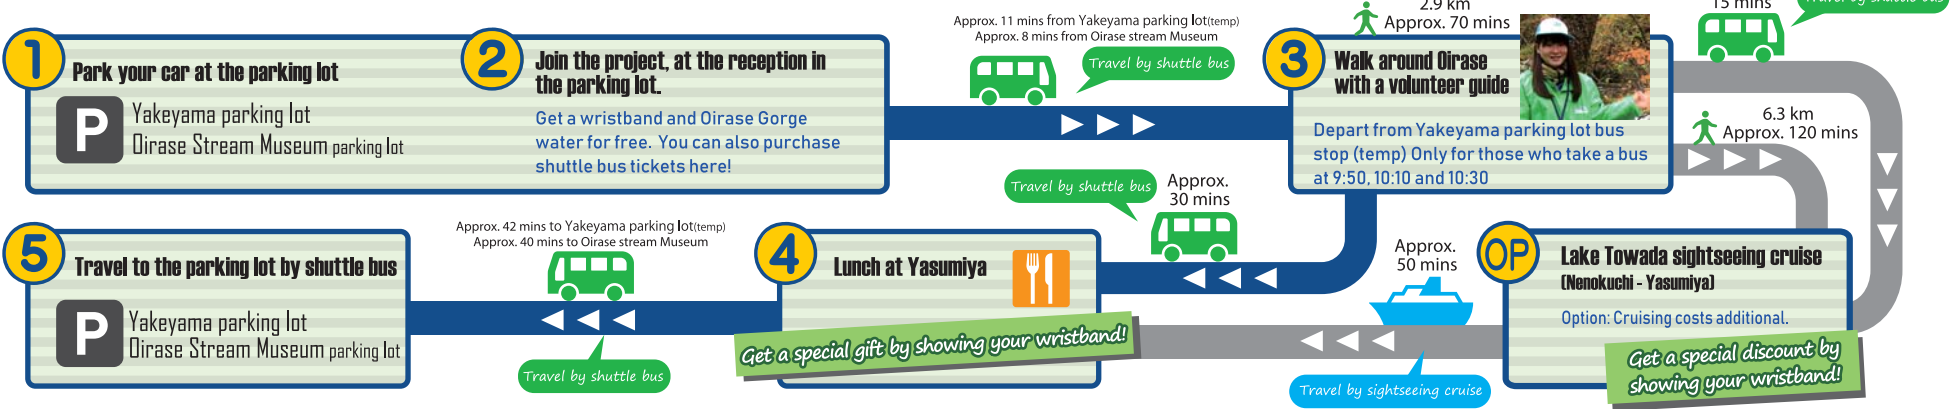 1
Park your car at the parking lot
P
Yakeyama parking lot
Oirase Stream Museum parking lot
2
Join the project, at the reception in
the parking lot.
Get a wristband and Oirase Gorge
water for free. You can also purchase
shuttle bus tickets here!
Approx. 11 mins from Yakeyama parking lot(temp)
Approx. 8 mins from Oirase stream Museum
Travel by shuttle bus
3
Walk around Oirase
with a volunteer guide
Depart from Yakeyama parking lot bus
stop (temp) Only for those who take a bus
at 9:50, 10:10 and 10:30
2.9 km
Approx. 70 mins
15 mins
Travel by shuttle bus
6.3 km
Approx. 120 mins
OP
Lake Towada sightseeing cruise
(Nenokuchi - Yasumiya)
Option: Cruising costs additional.
Get a special discount by
showing your wristband!
Approx.
50 mins
Travel by sightseeing cruise
Travel by shuttle bus
Approx.
30 mins
4
Lunch at Yasumiya
Get a special gift by showing your wristband!
Approx. 42 mins to Yakeyama parking lot(temp)
Approx. 40 mins to Oirase stream Museum
Travel by shuttle bus
5
Travel to the parking lot by shuttle bus
P
Yakeyama parking lot
Oirase Stream Museum parking lot